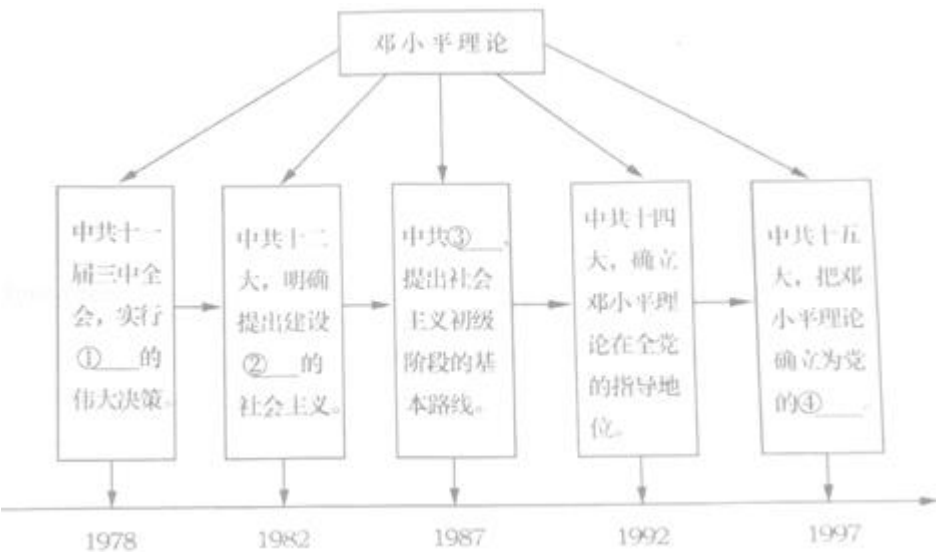 邓小平理论
中共十一
届三中全
会，实行
①___的
伟大决策。
中共十二
大，明确
提出建设
②___的
社会主义。
中共③___，
提出社会
主义初级
阶段的基
本路线。
中共十四
大，确立
邓小平理
论在全党
的指导地
位。
中共十五
大，把邓
小平理论
确立为党
的④___.
1978
1982
1987
1992
1997